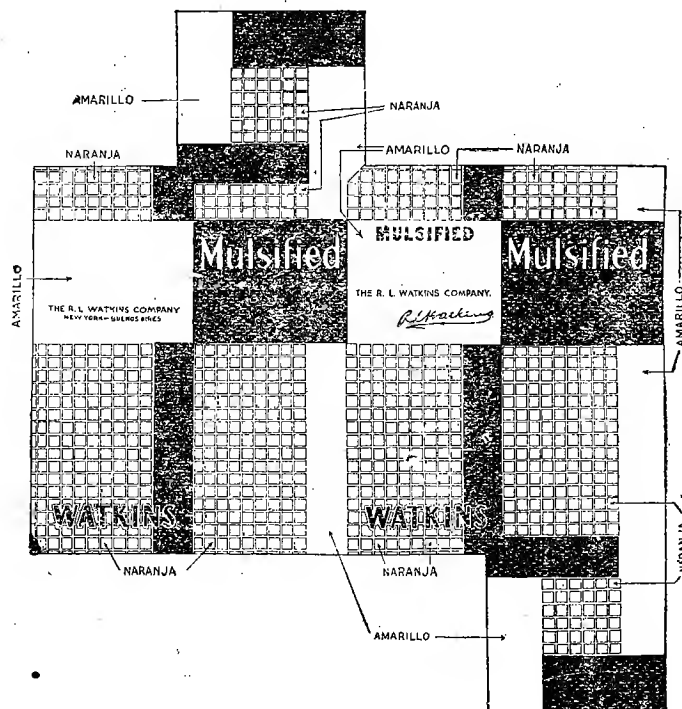 AMARILLO
NARANJA
NARANJA
AMARILLO
NARANJA
MULSIFIED
Mulsified
Mulsified
AMARILLO
THE R. L. WATKINS COMPANY
NEW YORK - BUENOS AIRES
THE R. L. WATKINS COMPANY.
R L Watkins
AMARILLO
WATKINS
WATKINS
NARANJA
NARANJA
NARANJA
AMARILLO